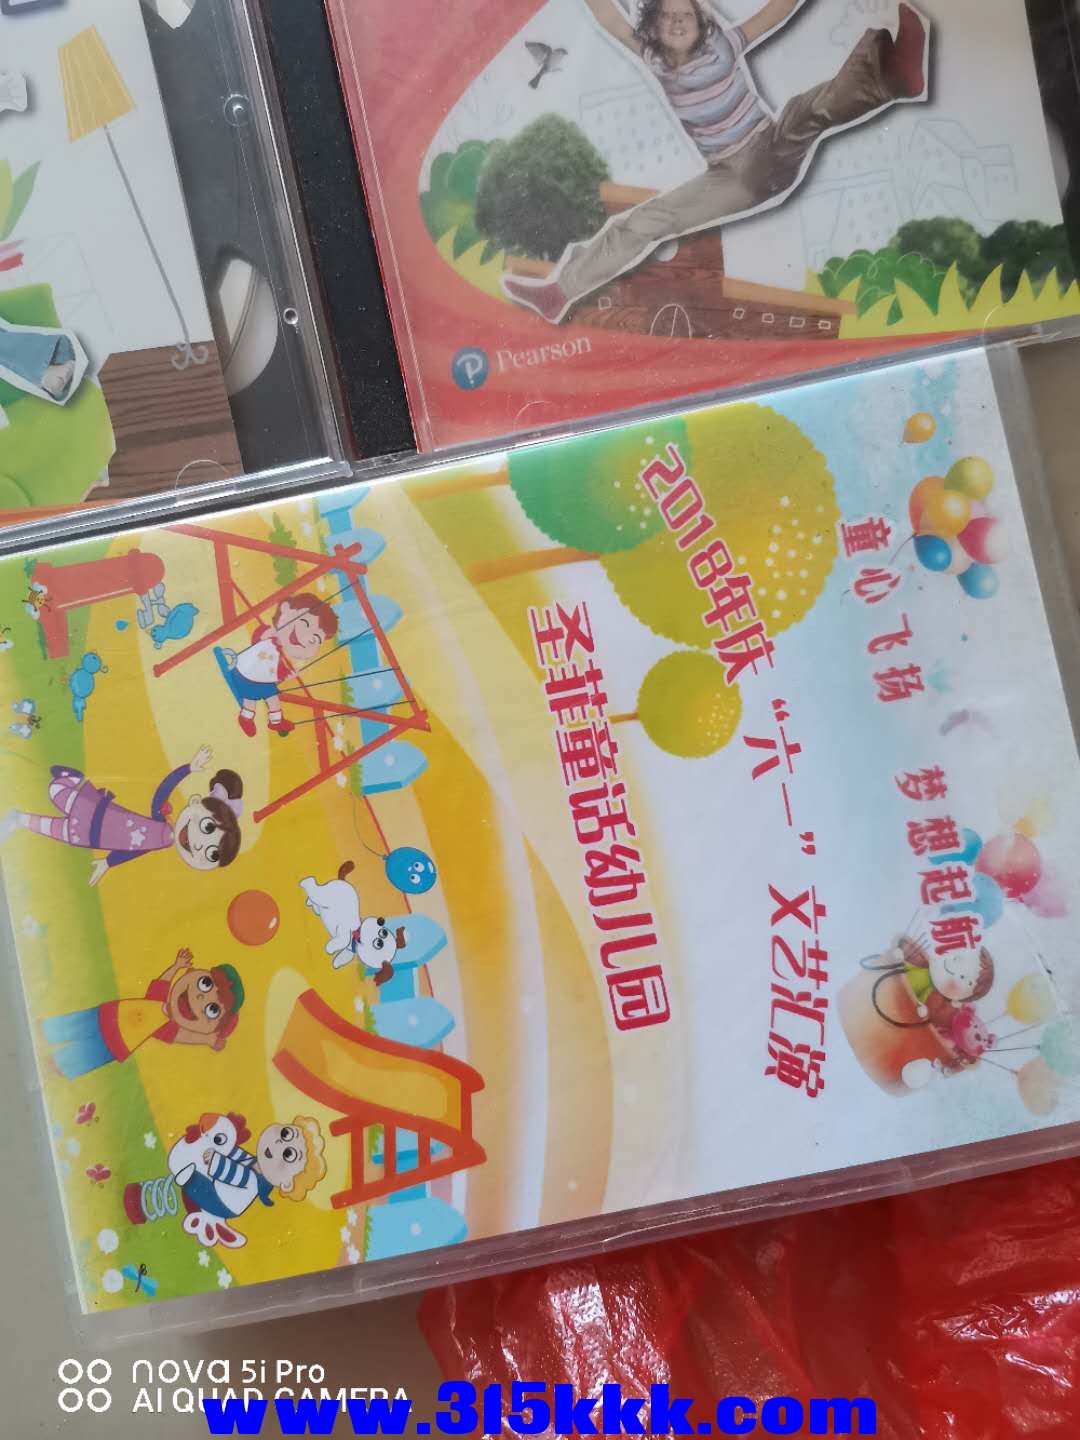 Pearson
童心飞扬 梦想起航
2018年庆“六一”文艺汇演
圣菲童话幼儿园
nova 5i Pro
AI QUAD CAMERA
www.315kkk.com